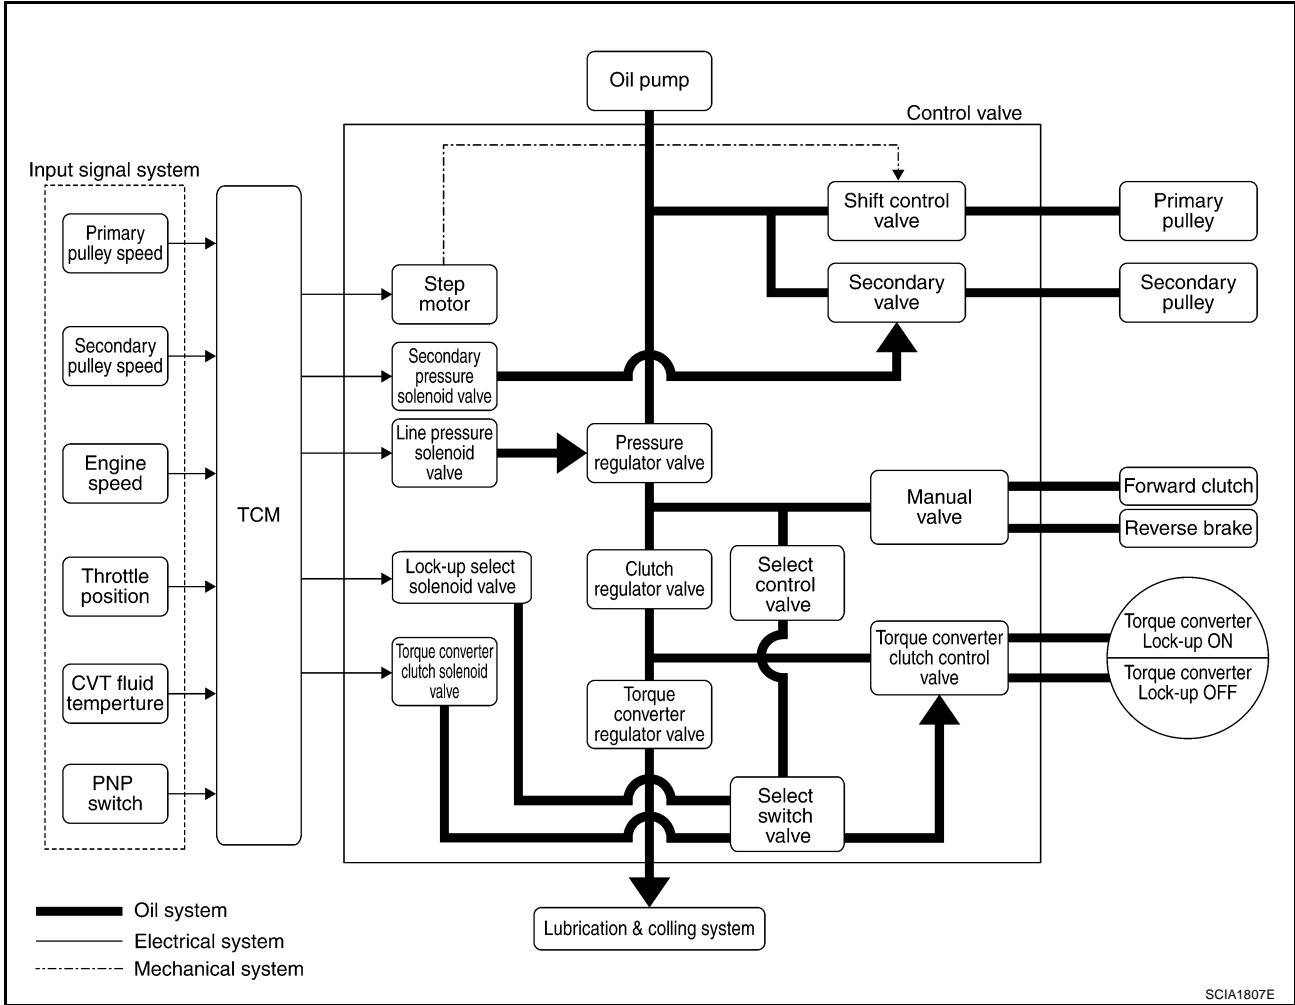 Oil pump
Control valve
Input signal system
Primary
pulley speed
Secondary
pulley speed
Engine
speed
Throttle
position
CVT fluid
temperture
PNP
switch
TCM
Step
motor
Secondary
pressure
solenoid valve
Line pressure
solenoid
valve
Lock-up select
solenoid valve
Torque converter
clutch solenoid
valve
Pressure
regulator valve
Clutch
regulator valve
Torque
converter
regulator valve
Shift control
valve
Secondary
valve
Manual
valve
Select
control
valve
Torque converter
clutch control
valve
Select
switch
valve
Primary
pulley
Secondary
pulley
Forward clutch
Reverse brake
Torque converter
Lock-up ON
Torque converter
Lock-up OFF
Lubrication & colling system
Oil system
Electrical system
Mechanical system
SCIA1807E